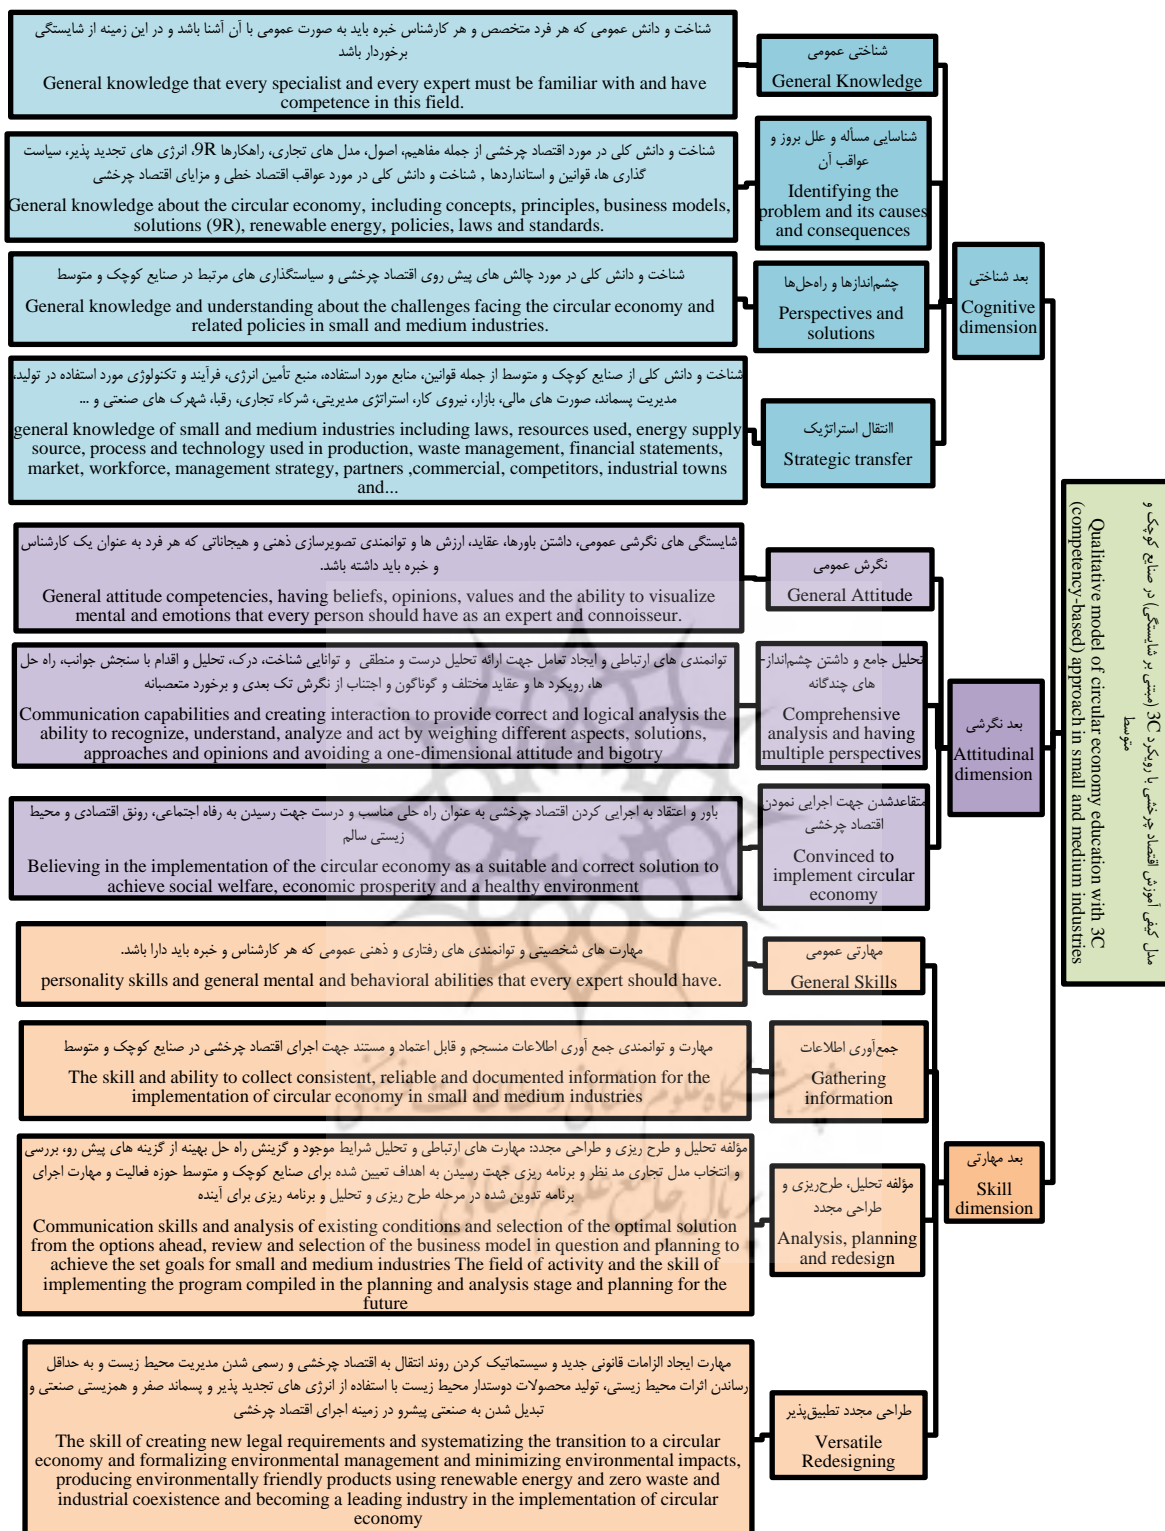 شناخت و دانش عمومی که هر فرد متخصص و هر کارشناس خبره باید به صورت عمومی با آن آشنا باشد و در این زمینه از شایستگی
برخوردار باشد
General knowledge that every specialist and every expert must be familiar with and have
competence in this field.
شناختی عمومی
General Knowledge
شناخت و دانش کلی در مورد اقتصاد چرخشی از جمله مفاهیم، اصول، مدل های تجاری، راهکارها 9R، انرژی های تجدید پذیر، سیاست
گذاری ها، قوانین و استانداردها , شناخت و دانش کلی در مورد عواقب اقتصاد خطی و مزایای اقتصاد چرخشی
General knowledge about the circular economy, including concepts, principles, business models,
solutions (9R), renewable energy, policies, laws and standards.
شناسایی مسأله و علل بروز و
عواقب آن
Identifying the
problem and its causes
and consequences
شناخت و دانش کلی در مورد چالش های پیش روی اقتصاد چرخشی و سیاستگذاری های مرتبط در صنایع کوچک و متوسط
General knowledge and understanding about the challenges facing the circular economy and
related policies in small and medium industries.
چشم‌اندازها و راه‌حل‌ها
Perspectives and
solutions
شناخت و دانش کلی از صنایع کوچک و متوسط از جمله قوانین، منابع مورد استفاده، منبع تأمین انرژی، فرآیند و تکنولوژی مورد استفاده در تولید،
مدیریت پسماند، صورت های مالی، بازار، نیروی کار، استراتژی مدیریتی، شرکاء تجاری، رقبا، شهرک های صنعتی و ...
general knowledge of small and medium industries including laws, resources used, energy supply
source, process and technology used in production, waste management, financial statements,
market, workforce, management strategy, partners ,commercial, competitors, industrial towns
and...
اانتقال استراتژیک
Strategic transfer
بعد شناختی
Cognitive
dimension
شایستگی های نگرشی عمومی، داشتن باورها، عقاید، ارزش ها و توانمندی تصویرسازی ذهنی و هیجاناتی که هر فرد به عنوان یک کارشناس
و خبره باید داشته باشد.
General attitude competencies, having beliefs, opinions, values and the ability to visualize
mental and emotions that every person should have as an expert and connoisseur.
نگرش عمومی
General Attitude
توانمندی های ارتباطی و ایجاد تعامل جهت ارائه تحلیل درست و منطقی و توانایی شناخت، درک، تحلیل و اقدام با سنجش جوانب، راه حل
ها، رویکرد ها و عقاید مختلف و گوناگون و اجتناب از نگرش تک بعدی و برخورد متعصبانه
Communication capabilities and creating interaction to provide correct and logical analysis the
ability to recognize, understand, analyze and act by weighing different aspects, solutions,
approaches and opinions and avoiding a one-dimensional attitude and bigotry
تحلیل جامع و داشتن چشم‌انداز-
های چندگانه
Comprehensive
analysis and having
multiple perspectives
باور و اعتقاد به اجرایی کردن اقتصاد چرخشی به عنوان راه حلی مناسب و درست جهت رسیدن به رفاه اجتماعی، رونق اقتصادی و محیط
زیستی سالم
Believing in the implementation of the circular economy as a suitable and correct solution to
achieve social welfare, economic prosperity and a healthy environment
متقاعدشدن جهت اجرایی نمودن
اقتصاد چرخشی
Convinced to
implement circular
economy
بعد نگرشی
Attitudinal
dimension
مهارت های شخصیتی و توانمندی های رفتاری و ذهنی عمومی که هر کارشناس و خبره باید دارا باشد.
personality skills and general mental and behavioral abilities that every expert should have.
مهارتی عمومی
General Skills
مهارت و توانمندی جمع آوری اطلاعات منسجم و قابل اعتماد و مستند جهت اجرای اقتصاد چرخشی در صنایع کوچک و متوسط
The skill and ability to collect consistent, reliable and documented information for the
implementation of circular economy in small and medium industries
جمع‌آوری اطلاعات
Gathering
information
مؤلفه تحلیل و طرح ریزی و طراحی مجدد: مهارت های ارتباطی و تحلیل شرایط موجود و گزینش راه حل بهینه از گزینه های پیش رو، بررسی
و انتخاب مدل تجاری مد نظر و برنامه ریزی جهت رسیدن به اهداف تعیین شده برای صنایع کوچک و متوسط حوزه فعالیت و مهارت اجرای
برنامه تدوین شده در مرحله طرح ریزی و تحلیل و برنامه ریزی برای آینده
Communication skills and analysis of existing conditions and selection of the optimal solution
from the options ahead, review and selection of the business model in question and planning to
achieve the set goals for small and medium industries The field of activity and the skill of
implementing the program compiled in the planning and analysis stage and planning for the
future
مؤلفه تحلیل، طرح‌ریزی و
طراحی مجدد
Analysis, planning
and redesign
مهارت ایجاد الزامات قانونی جدید و سیستماتیک کردن روند انتقال به اقتصاد چرخشی و رسمی شدن مدیریت محیط زیست و به حداقل
رساندن اثرات محیط زیستی، تولید محصولات دوستدار محیط زیست با استفاده از انرژی های تجدید پذیر و پسماند صفر و همزیستی صنعتی و
تبدیل شدن به صنعتی پیشرو در زمینه اجرای اقتصاد چرخشی
The skill of creating new legal requirements and systematizing the transition to a circular
economy and formalizing environmental management and minimizing environmental impacts,
producing environmentally friendly products using renewable energy and zero waste and
industrial coexistence and becoming a leading industry in the implementation of circular
economy
طراحی مجدد تطبیق‌پذیر
Versatile
Redesigning
بعد مهارتی
Skill
dimension
مدل کیفی آموزش اقتصاد چرخشی با رویکرد 3C (مبتنی بر شایستگی) در صنایع کوچک و
متوسط
Qualitative model of circular economy education with 3C
(competency-based) approach in small and medium industries
پژوهشگاه علوم انسانی و مطالعات فرهنگی
پرتال جامع علوم انسانی